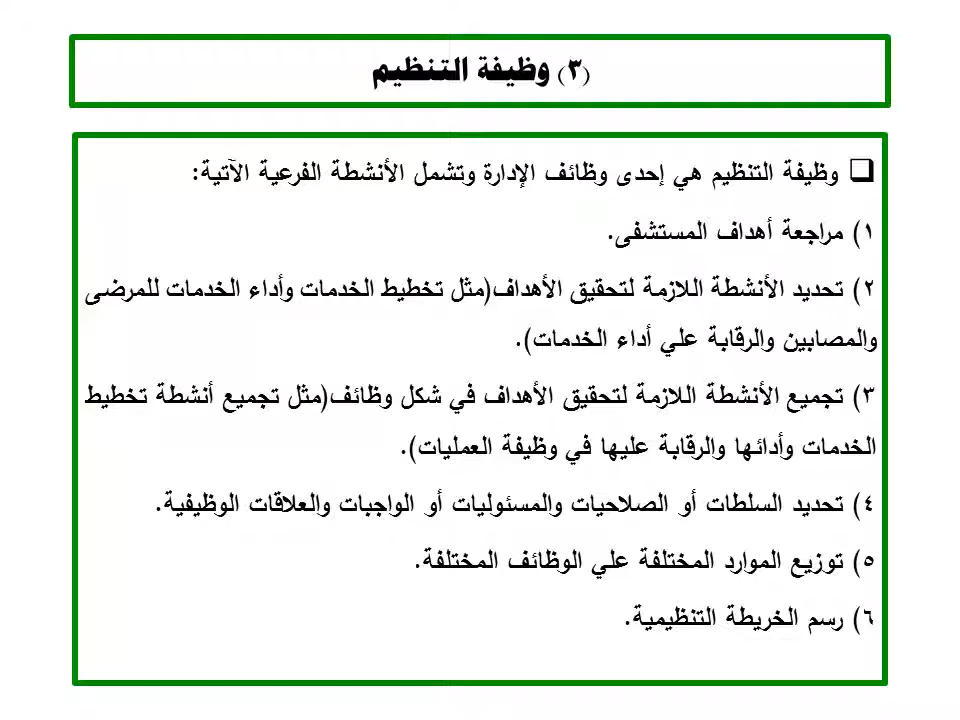 (٣) وظيفة التنظيم
❑ وظيفة التنظيم هي إحدى وظائف الإدارة وتشمل الأنشطة الفرعية الآتية:
١) مراجعة أهداف المستشفى.
٢) تحديد الأنشطة اللازمة لتحقيق الأهداف(مثل تخطيط الخدمات وأداء الخدمات للمرضى
والمصابين والرقابة علي أداء الخدمات).
٣) تجميع الأنشطة اللازمة لتحقيق الأهداف في شكل وظائف(مثل تجميع أنشطة تخطيط
الخدمات وأدائها والرقابة عليها في وظيفة العمليات).
٤) تحديد السلطات أو الصلاحيات والمسئوليات أو الواجبات والعلاقات الوظيفية.
٥) توزيع الموارد المختلفة علي الوظائف المختلفة.
٦) رسم الخريطة التنظيمية.